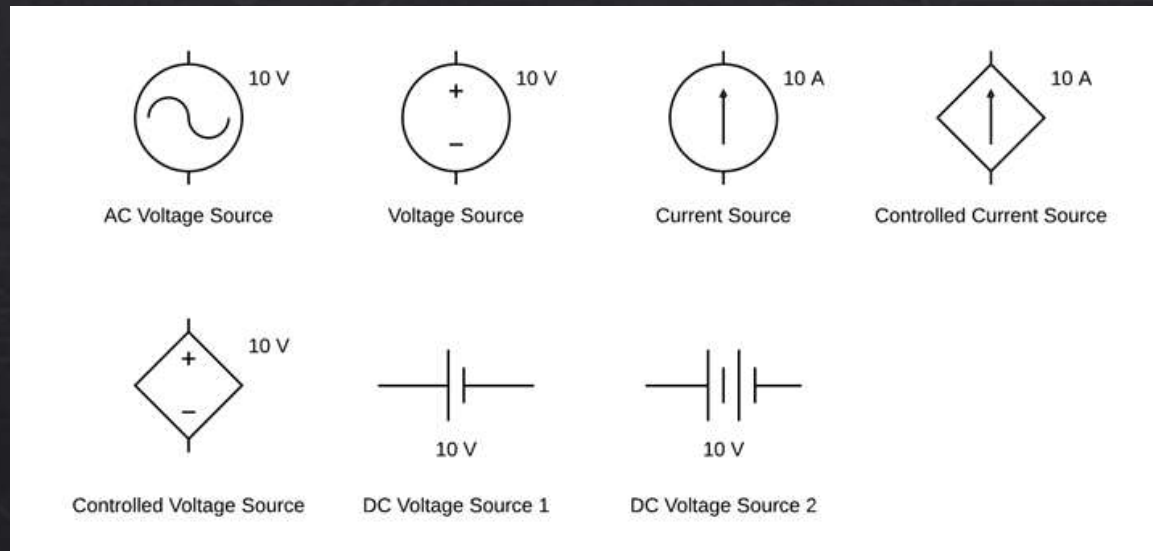 10 V
10 V
10 A
10 A
+
−
AC Voltage Source
Voltage Source
Current Source
Controlled Current Source
10 V
+
−
10 V
10 V
Controlled Voltage Source
DC Voltage Source 1
DC Voltage Source 2